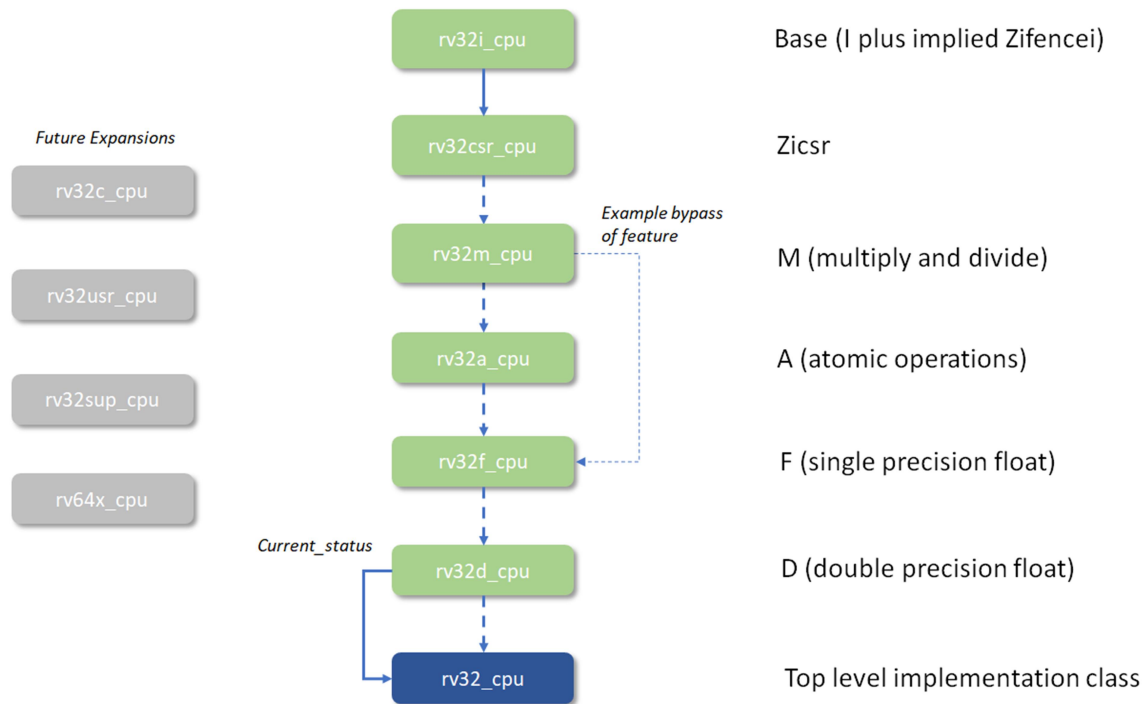 rv32i_cpu
Base (I plus implied Zifencei)
Future Expansions
rv32csr_cpu
Zicsr
rv32c_cpu
Example bypass
of feature
rv32m_cpu
M (multiply and divide)
rv32usr_cpu
rv32a_cpu
A (atomic operations)
rv32sup_cpu
rv32f_cpu
F (single precision float)
rv64x_cpu
Current_status
rv32d_cpu
D (double precision float)
rv32_cpu
Top level implementation class